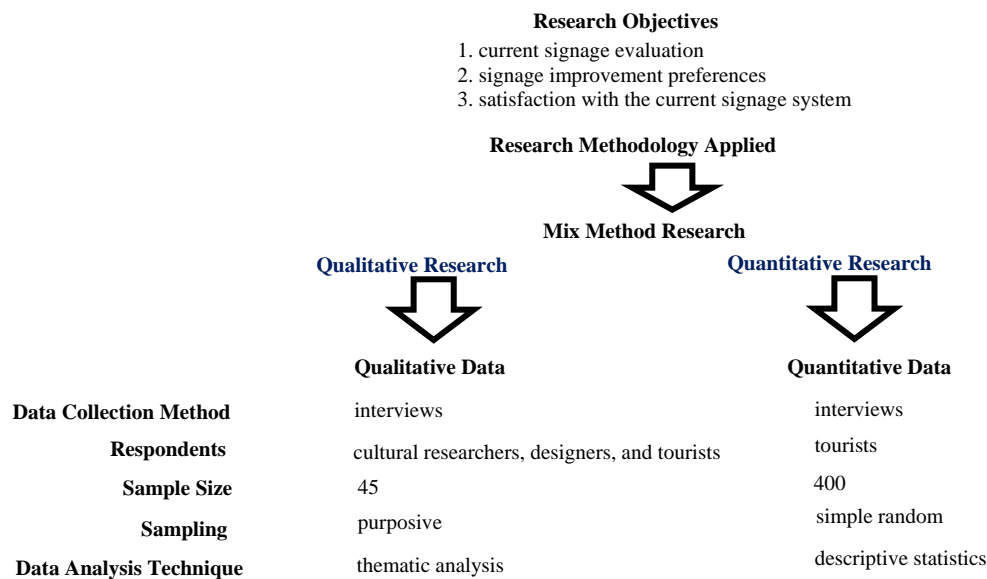 Research Objectives
1. current signage evaluation
2. signage improvement preferences
3. satisfaction with the current signage system
Research Methodology Applied
Mix Method Research
Qualitative Research
Quantitative Research
Qualitative Data
Quantitative Data
Data Collection Method interviews interviews
Respondents cultural researchers, designers, and tourists tourists
Sample Size 45 400
Sampling purposive simple random
Data Analysis Technique thematic analysis descriptive statistics